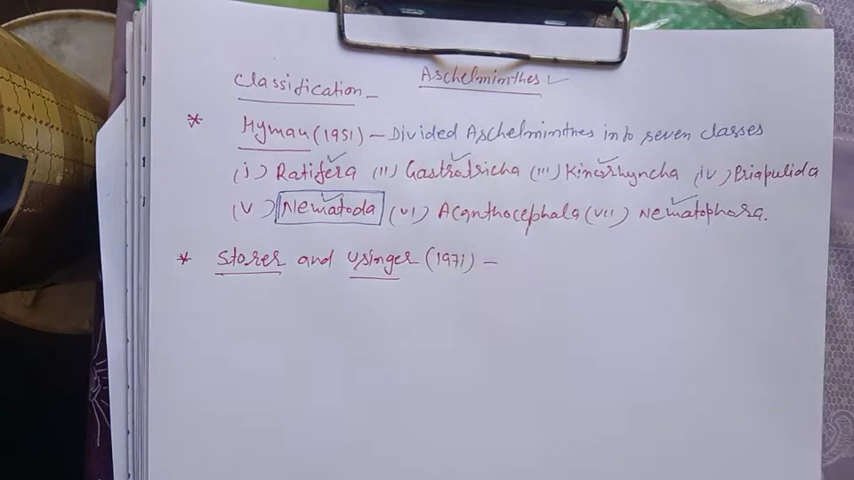 Classification - Aschelminthes ✓
* Hyman (1951) - Divided Aschelminthes into seven classes
(i) Ratifera (ii) Gastrotricha (iii) Kinorhyncha (iv) Priapulida
(v) Nematoda (vi) Acanthocephala (vii) Nematophora.
* Storer and Usinger (1971) -